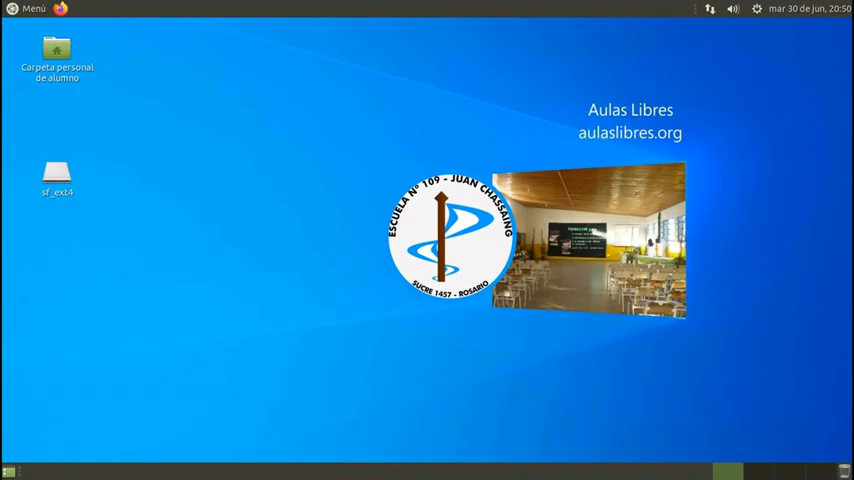 Menú
mar 30 de jun, 20:50
Carpeta personal
de alumno
sf_ext4
Aulas Libres
aulaslibres.org
ESCUELA Nº 109 - JUAN CHASSAING
SUCRE 1457 - ROSARIO